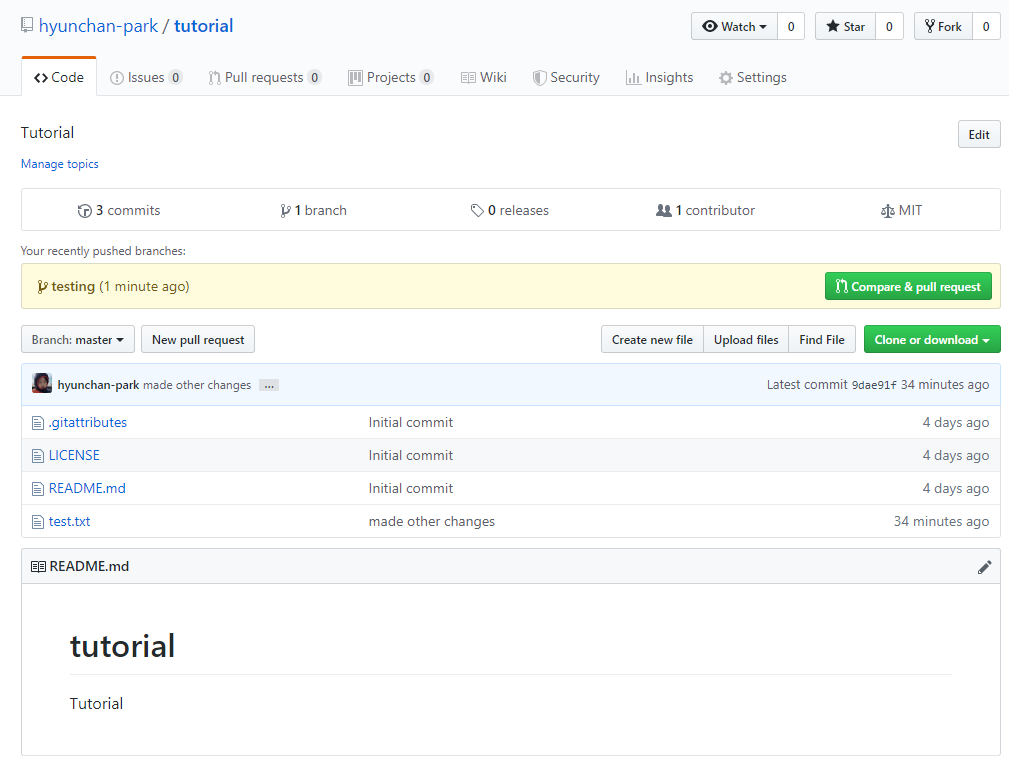 hyunchan-park / tutorial
Watch 0 Star 0 Fork 0
Code Issues 0 Pull requests 0 Projects 0 Wiki Security Insights Settings
Tutorial
Edit
Manage topics
3 commits 1 branch 0 releases 1 contributor MIT
Your recently pushed branches:
testing (1 minute ago) Compare & pull request
Branch: master New pull request Create new file Upload files Find File Clone or download
hyunchan-park made other changes ... Latest commit 9dae91f 34 minutes ago
.gitattributes Initial commit 4 days ago
LICENSE Initial commit 4 days ago
README.md Initial commit 4 days ago
test.txt made other changes 34 minutes ago
README.md
tutorial
Tutorial